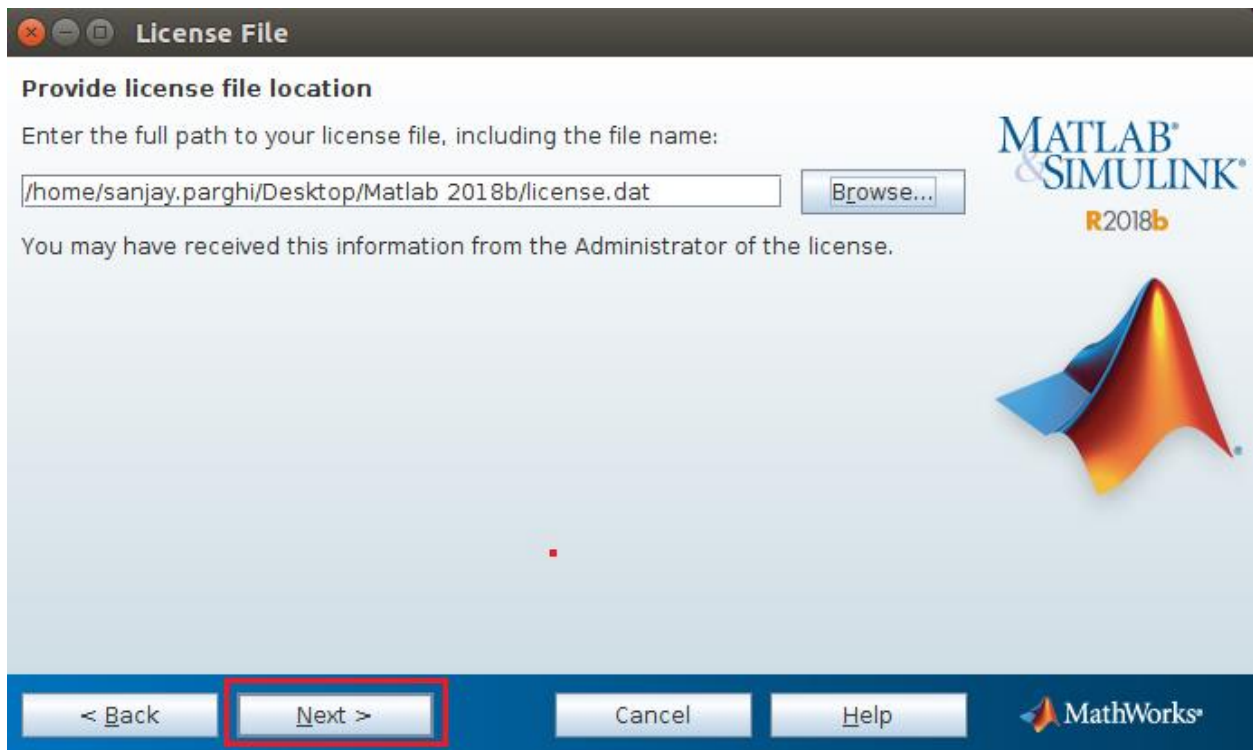 License File
Provide license file location
Enter the full path to your license file, including the file name:
/home/sanjay.parghi/Desktop/Matlab 2018b/license.dat
Browse...
You may have received this information from the Administrator of the license.
MATLAB®
&SIMULINK®
R2018b
< Back
Next >
Cancel
Help
MathWorks®